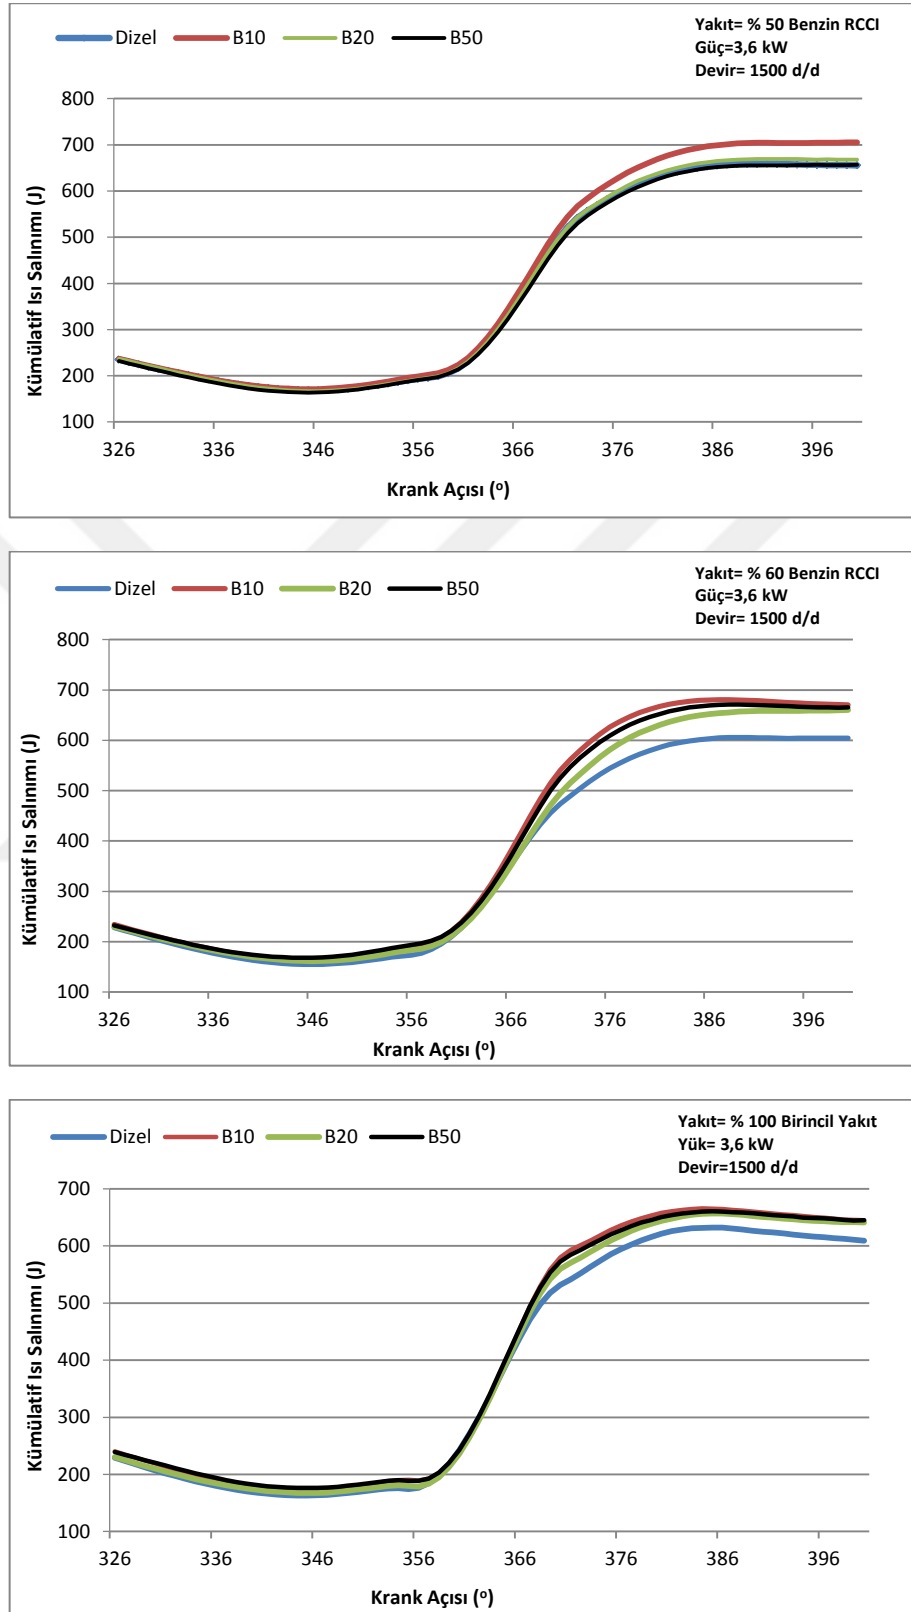 Dizel B10 B20 B50
Yakıt= % 50 Benzin RCCI
Güç=3,6 kW
Devir= 1500 d/d
800
700
600
500
400
300
200
100
Kümülatif Isı Salınımı (J)
326 336 346 356 366 376 386 396
Krank Açısı (º)
Dizel B10 B20 B50
Yakıt= % 60 Benzin RCCI
Güç=3,6 kW
Devir= 1500 d/d
800
700
600
500
400
300
200
100
Kümülatif Isı Salınımı (J)
326 336 346 356 366 376 386 396
Krank Açısı (º)
Dizel B10 B20 B50
Yakıt= % 100 Birincil Yakıt
Yük= 3,6 kW
Devir=1500 d/d
700
600
500
400
300
200
100
Kümülatif Isı Salınımı (J)
326 336 346 356 366 376 386 396
Krank Açısı (º)